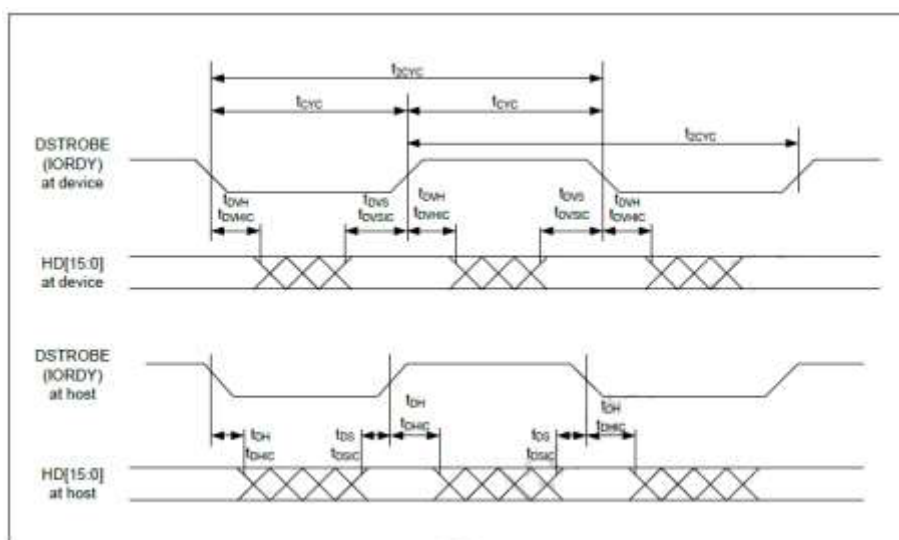 t2CYC
tCYC tCYC
t2CYC
DSTROBE
(IORDY)
at device
tDVH
tDVHIC
tDVS
tDVSIC
tDVH
tDVHIC
tDVS
tDVSIC
tDVH
tDVHIC
HD[15:0]
at device
DSTROBE
(IORDY)
at host
tDH
tDHIC
tDS
tDSIC
tDH
tDHIC
tDS
tDSIC
tDH
tDHIC
HD[15:0]
at host